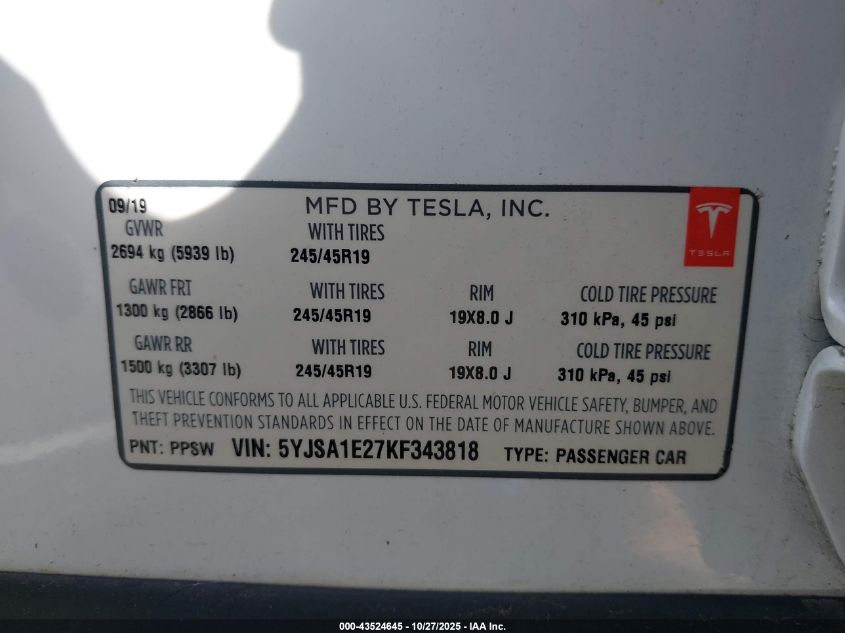 09/19 MFD BY TESLA, INC.
GVWR WITH TIRES
2694 kg (5939 lb) 245/45R19
TESLA
GAWR FRT WITH TIRES RIM COLD TIRE PRESSURE
1300 kg (2866 lb) 245/45R19 19X8.0 J 310 kPa, 45 psi
GAWR RR WITH TIRES RIM COLD TIRE PRESSURE
1500 kg (3307 lb) 245/45R19 19X8.0 J 310 kPa, 45 psi
THIS VEHICLE CONFORMS TO ALL APPLICABLE U.S. FEDERAL MOTOR VEHICLE SAFETY, BUMPER, AND
THEFT PREVENTION STANDARDS IN EFFECT ON THE DATE OF MANUFACTURE SHOWN ABOVE.
PNT: PPSW VIN: 5YJSA1E27KF343818 TYPE: PASSENGER CAR
000-43524645 | 10/27/2025 - IAA Inc.